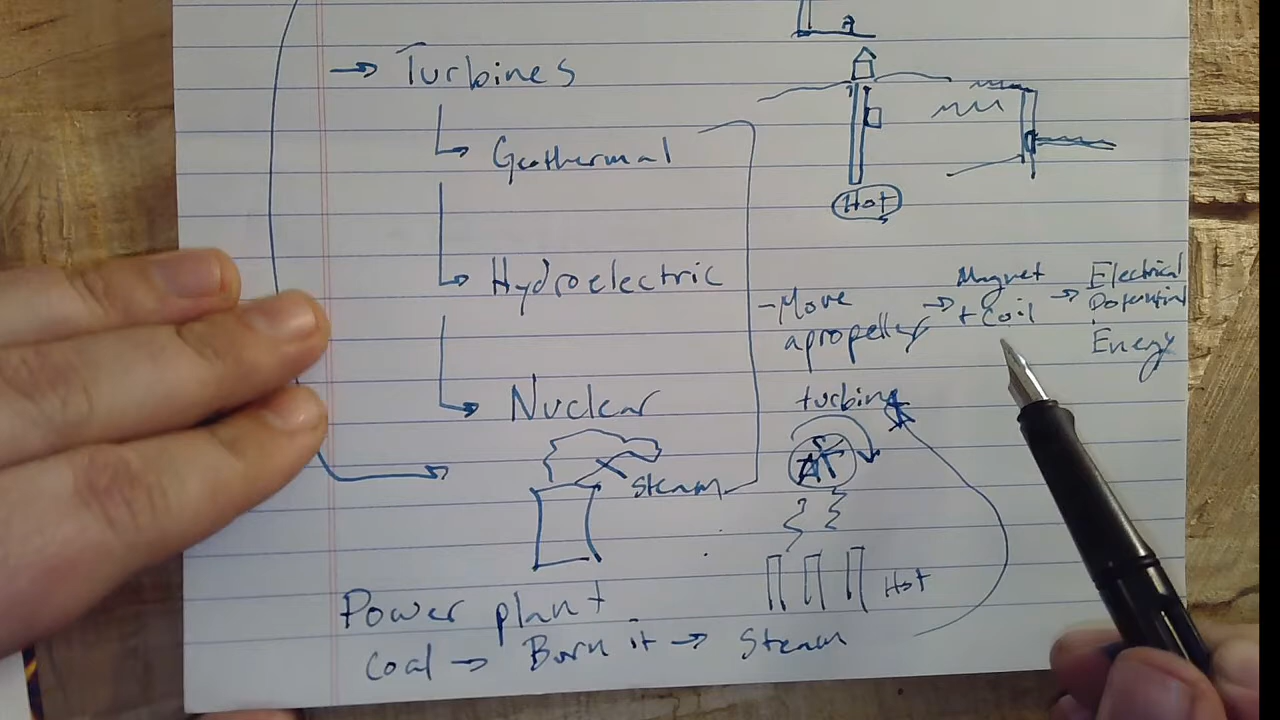 → Turbines
Geothermal
Hot
Hydroelectric
- Move
a propeller
→ Magnet
+ Coil
→ Electrical
Potential
Energy
Nuclear
turbine
Steam
Hot
Power plant
Coal → Burn it → Steam